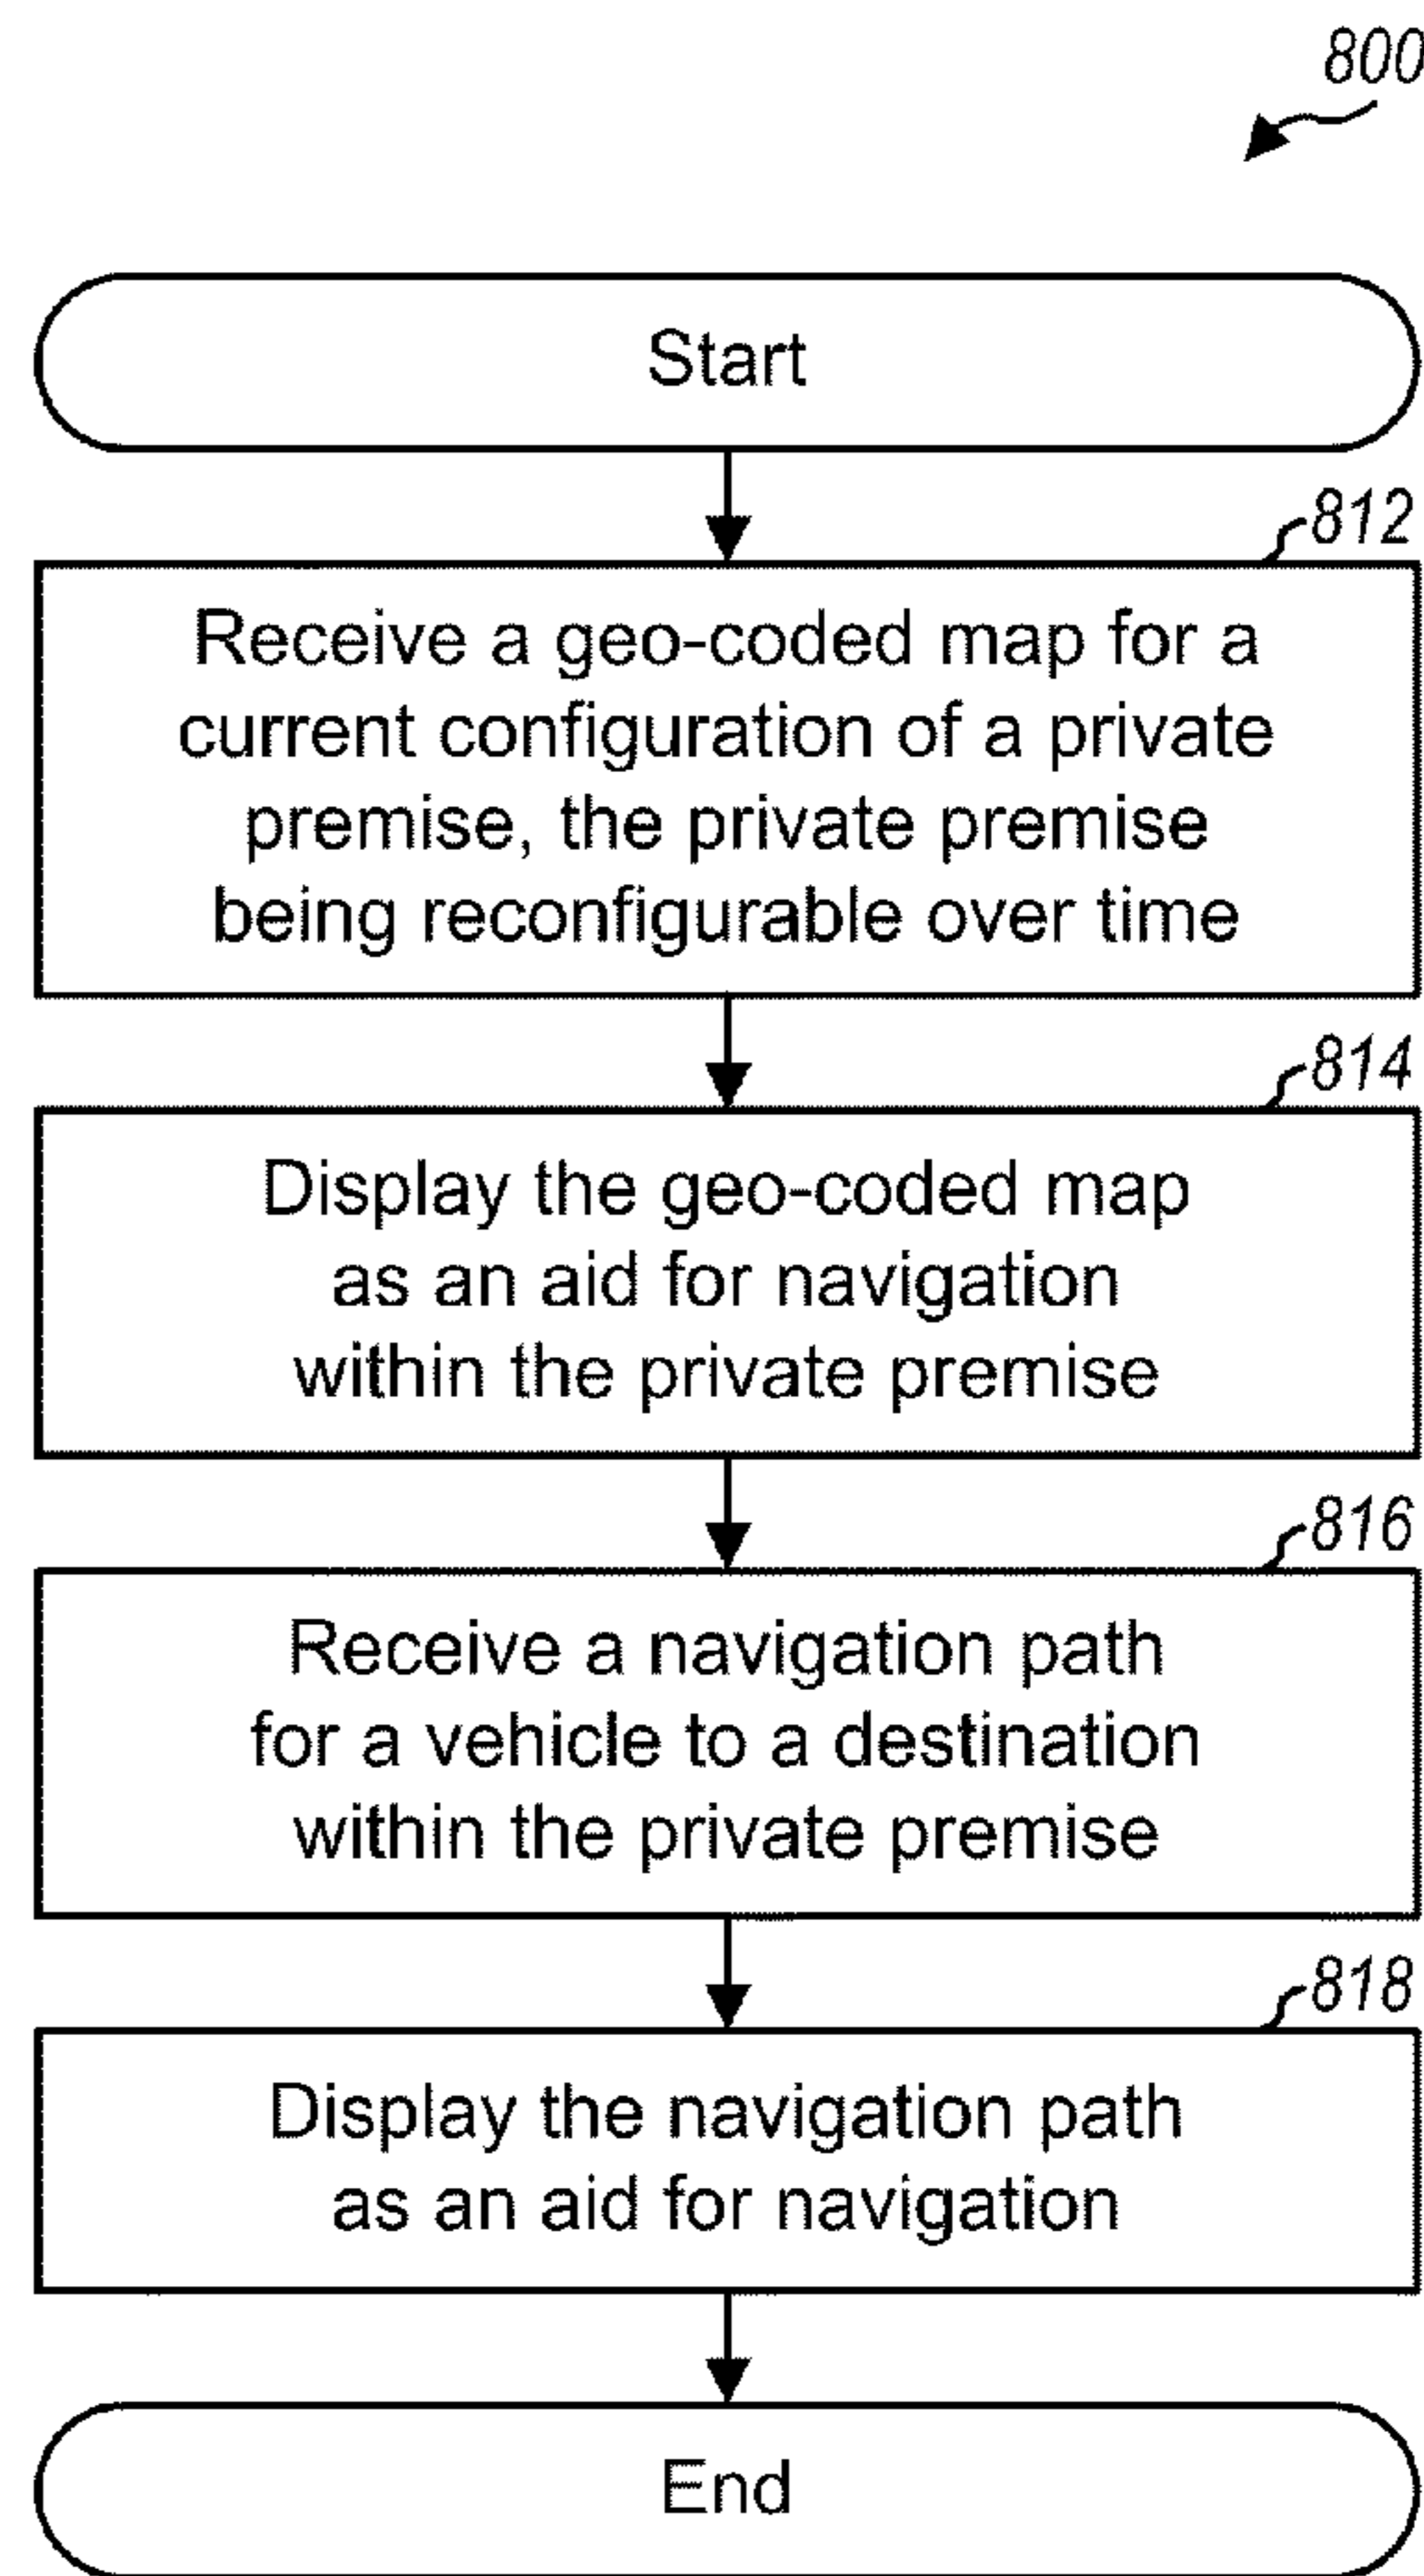 800
Start
812
Receive a geo-coded map for a
current configuration of a private
premise, the private premise
being reconfigurable over time
814
Display the geo-coded map
as an aid for navigation
within the private premise
816
Receive a navigation path
for a vehicle to a destination
within the private premise
818
Display the navigation path
as an aid for navigation
End